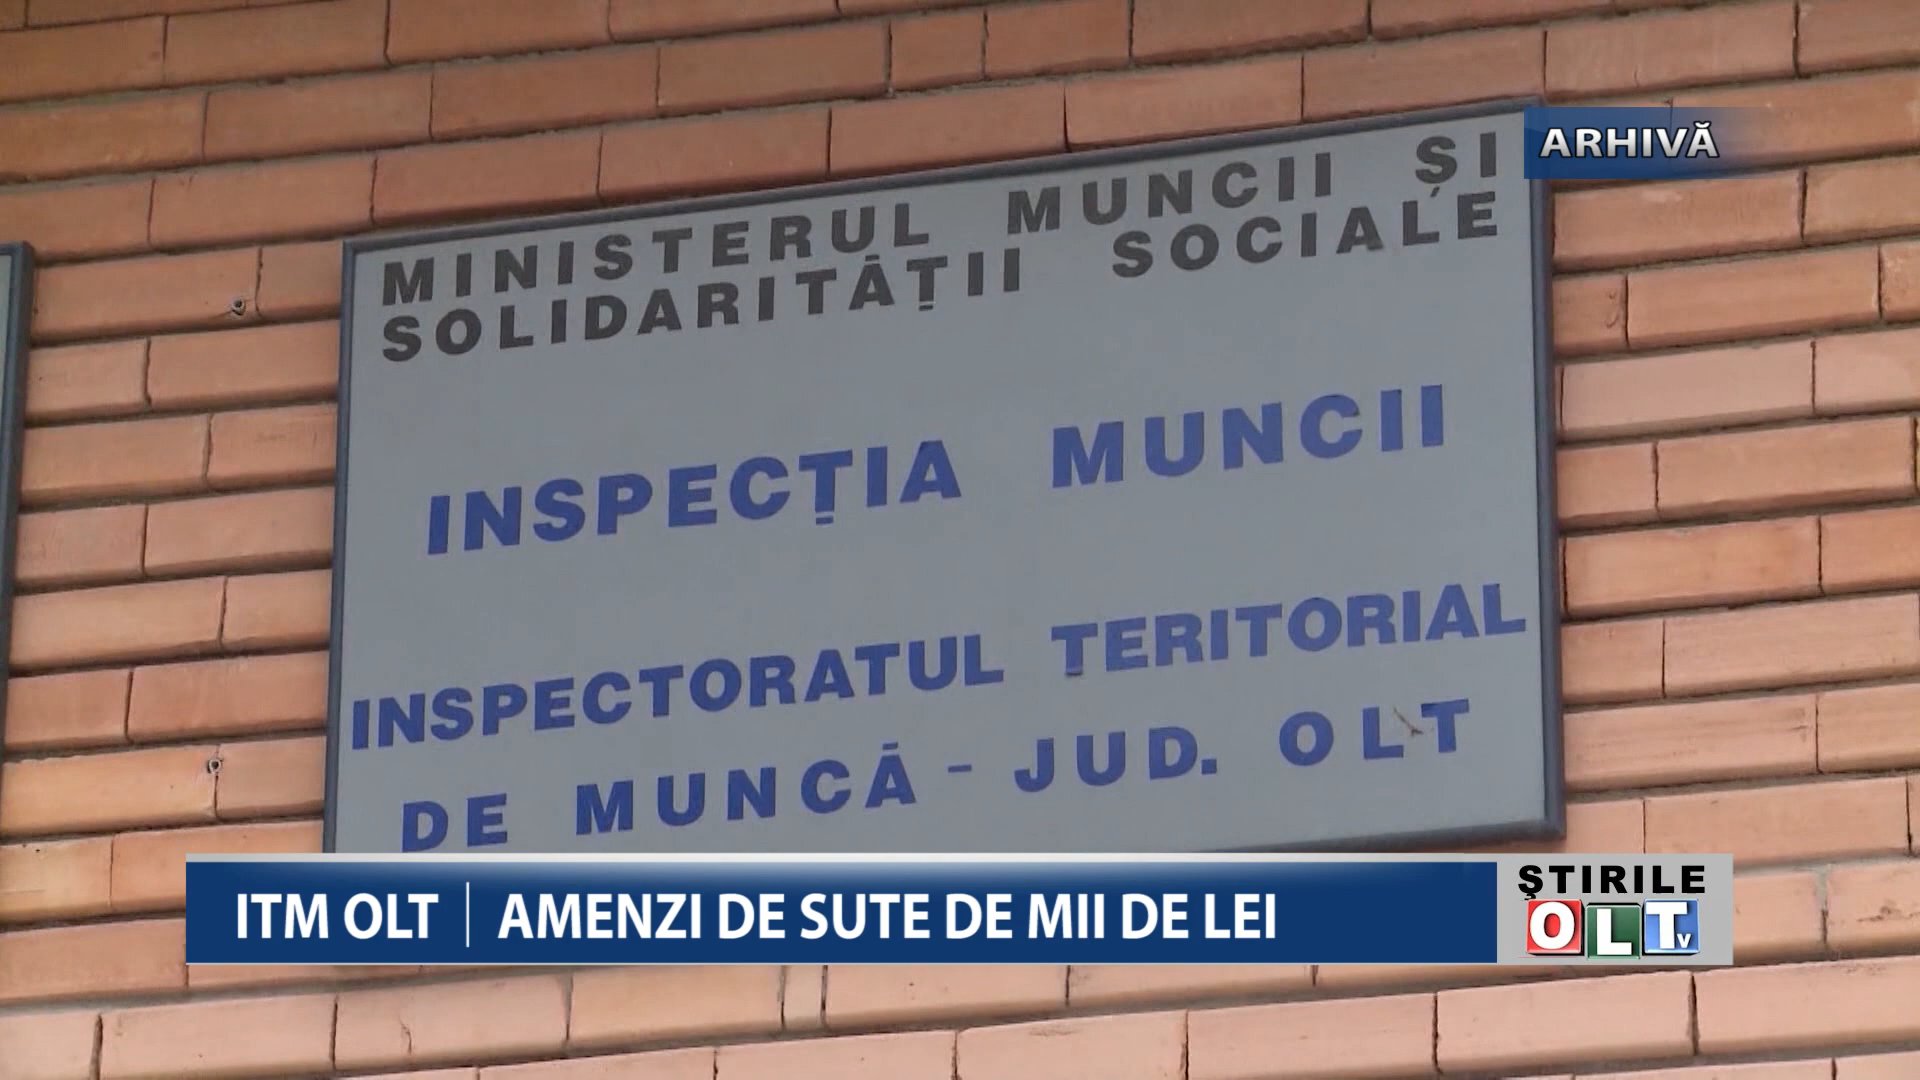 ARHIVĂ
MINISTERUL MUNCII ȘI
SOLIDARITĂȚII SOCIALE
INSPECȚIA MUNCII
INSPECTORATUL TERITORIAL
DE MUNCĂ - JUD. OLT
ITM OLT | AMENZI DE SUTE DE MII DE LEI
ŞTIRILE
OLTV